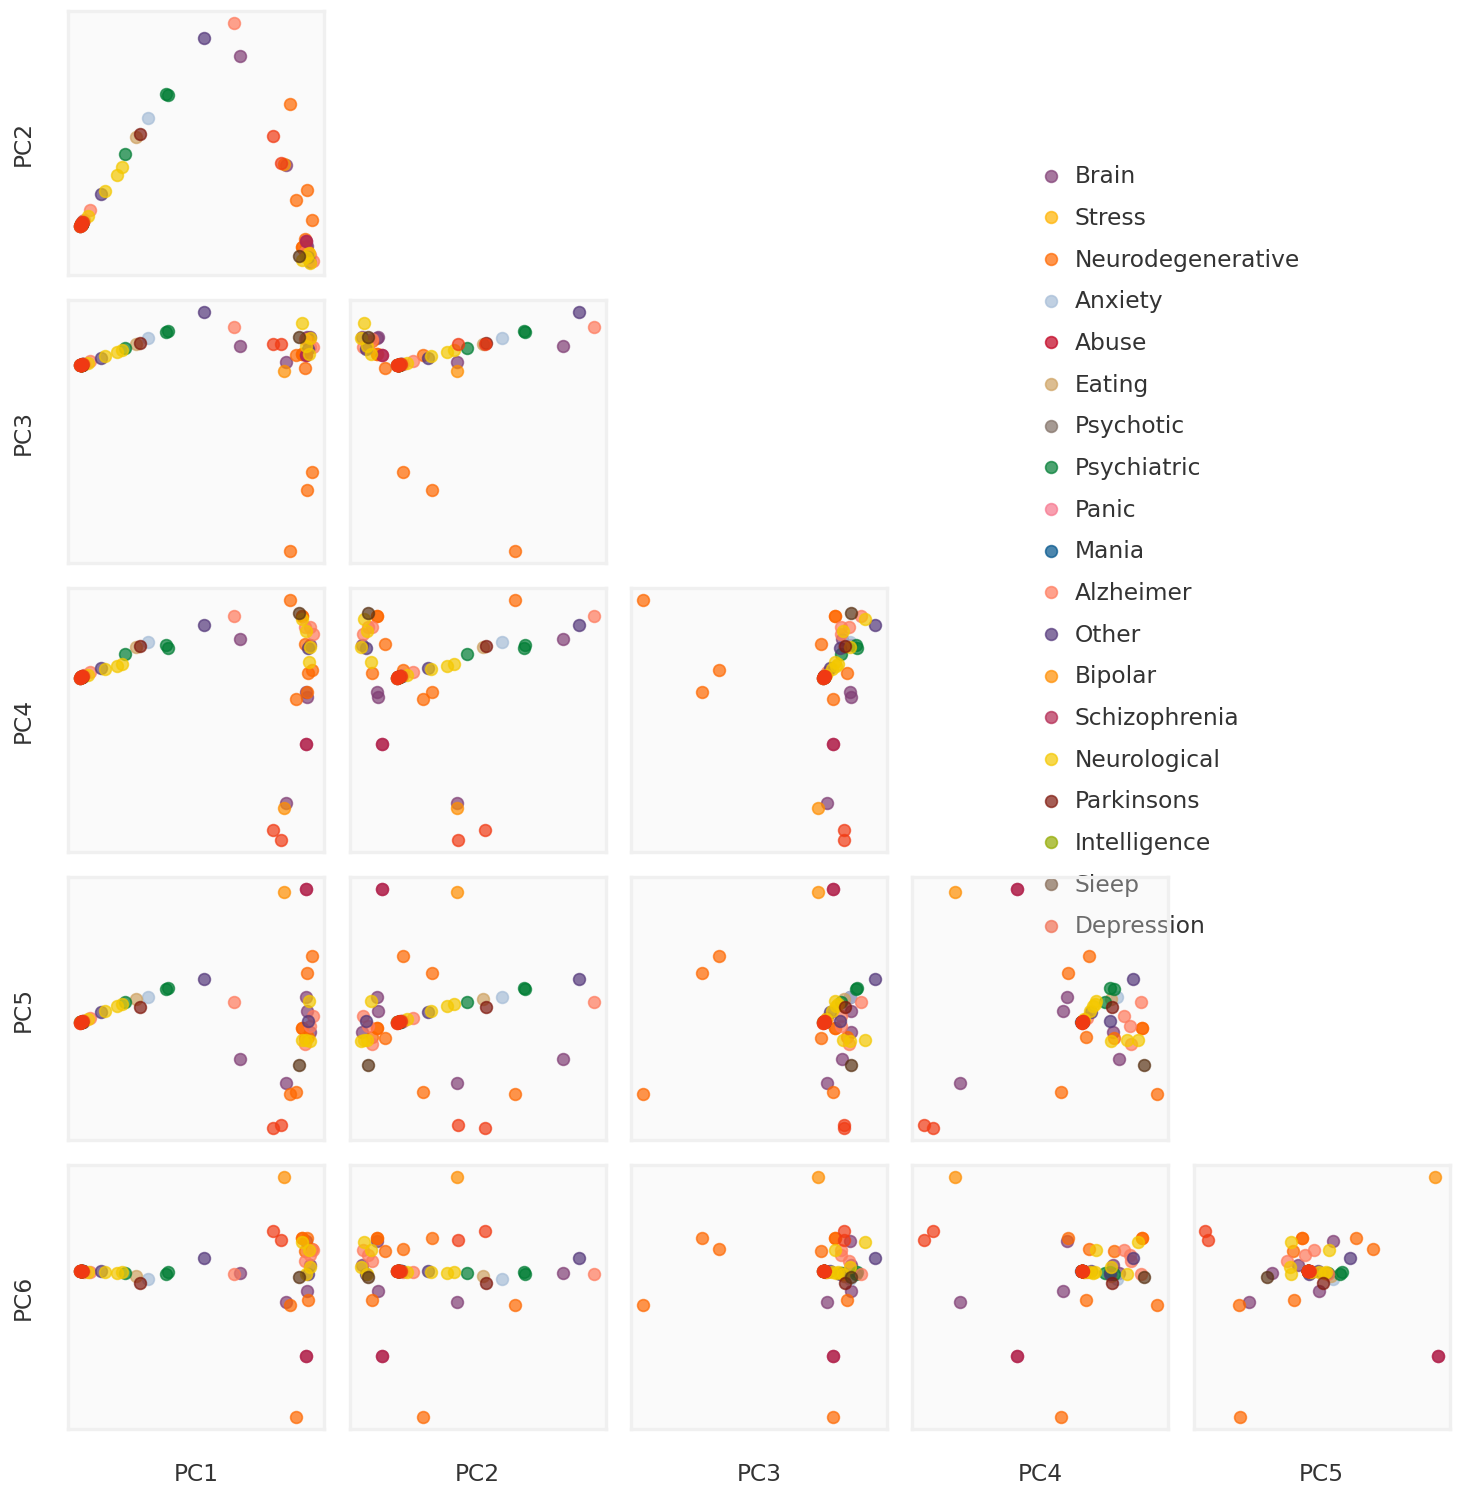 PC2
Brain
Stress
Neurodegenerative
Anxiety
Abuse
Eating
Psychotic
Psychiatric
Panic
Mania
Alzheimer
Other
Bipolar
Schizophrenia
Neurological
Parkinsons
Intelligence
Sleep
Depression
PC3
PC4
PC5
PC6
PC1
PC2
PC3
PC4
PC5